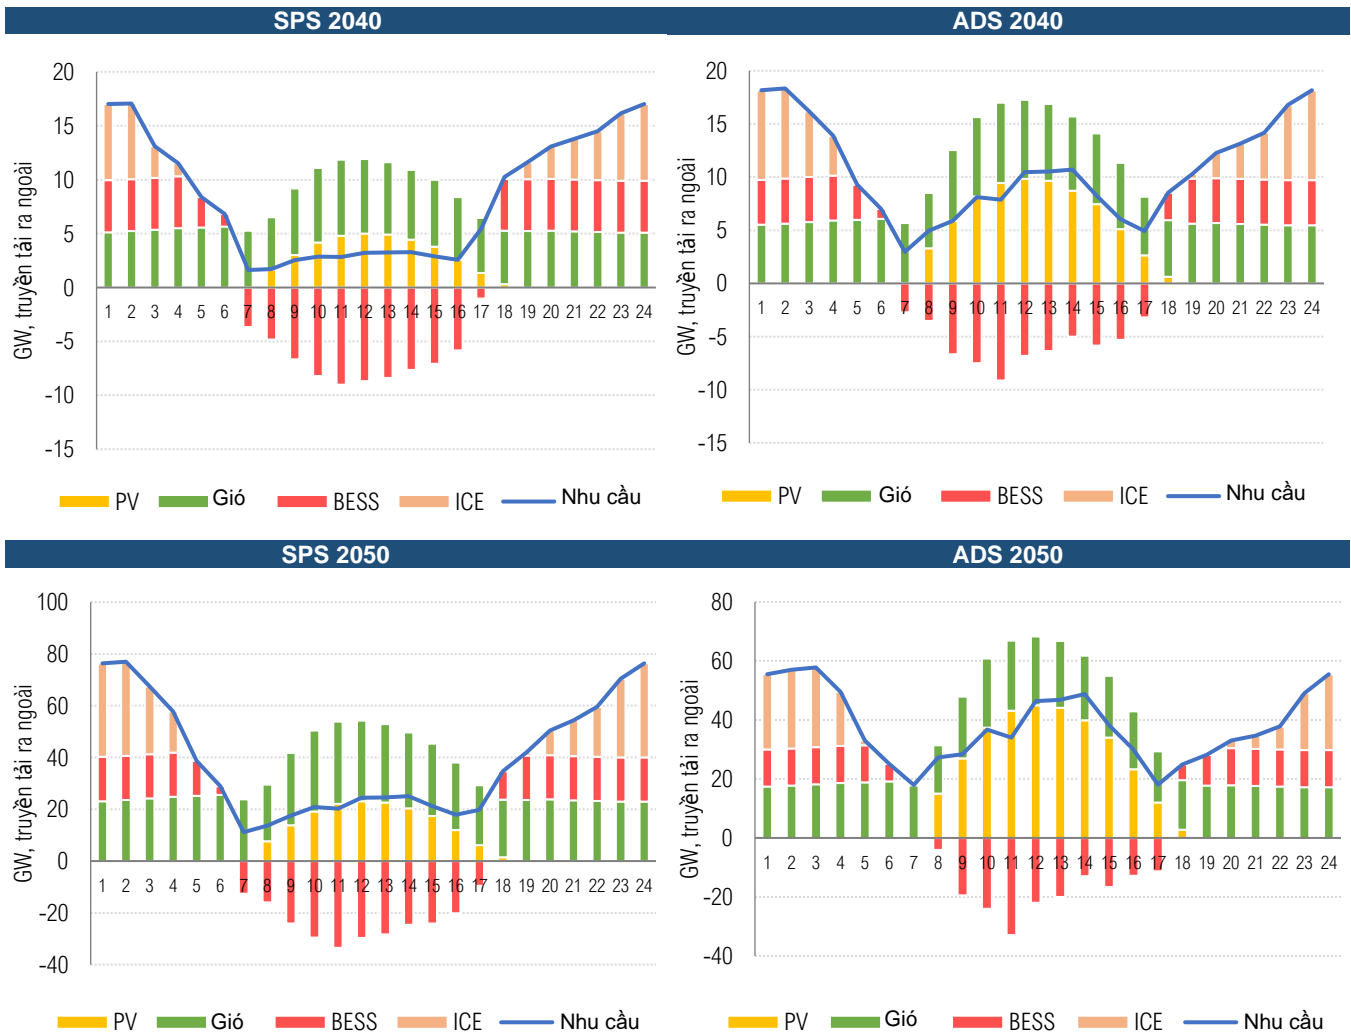 SPS 2040
20
15
10
5
0
-5
-10
-15
GW, truyền tải ra ngoài
1 2 3 4 5 6 7 8 9 10 11 12 13 14 15 16 17 18 19 20 21 22 23 24
PV Gió BESS ICE Nhu cầu
ADS 2040
20
15
10
5
0
-5
-10
-15
GW, truyền tải ra ngoài
1 2 3 4 5 6 7 8 9 10 11 12 13 14 15 16 17 18 19 20 21 22 23 24
PV Gió BESS ICE Nhu cầu
SPS 2050
100
80
60
40
20
0
-20
-40
GW, truyền tải ra ngoài
1 2 3 4 5 6 7 8 9 10 11 12 13 14 15 16 17 18 19 20 21 22 23 24
PV Gió BESS ICE Nhu cầu
ADS 2050
80
60
40
20
0
-20
-40
GW, truyền tải ra ngoài
1 2 3 4 5 6 7 8 9 10 11 12 13 14 15 16 17 18 19 20 21 22 23 24
PV Gió BESS ICE Nhu cầu